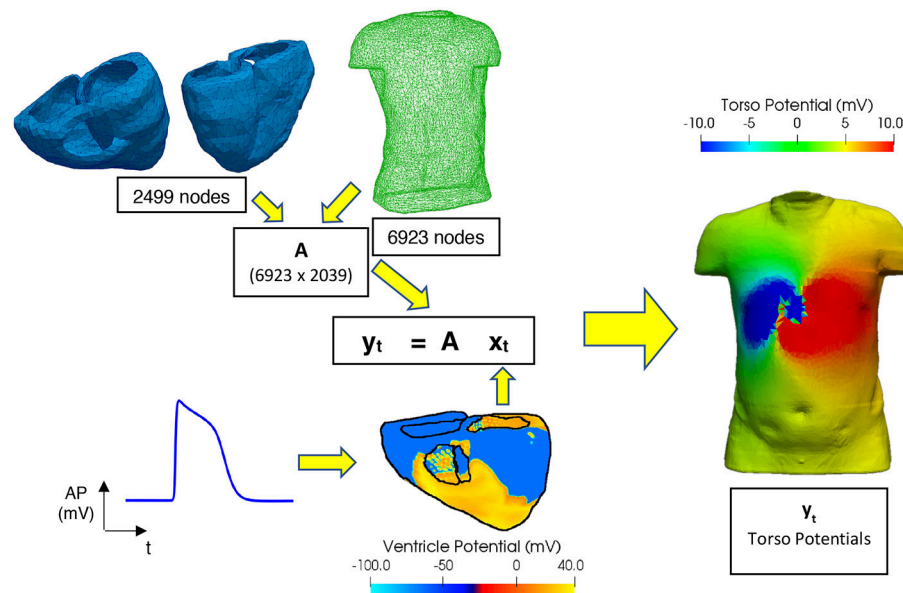 2499 nodes
6923 nodes
A
(6923 x 2039)
yt = A xt
AP
(mV)
t
Ventricle Potential (mV)
-100.0 -50 0 40.0
Torso Potential (mV)
-10.0 -5 0 5 10.0
yt
Torso Potentials